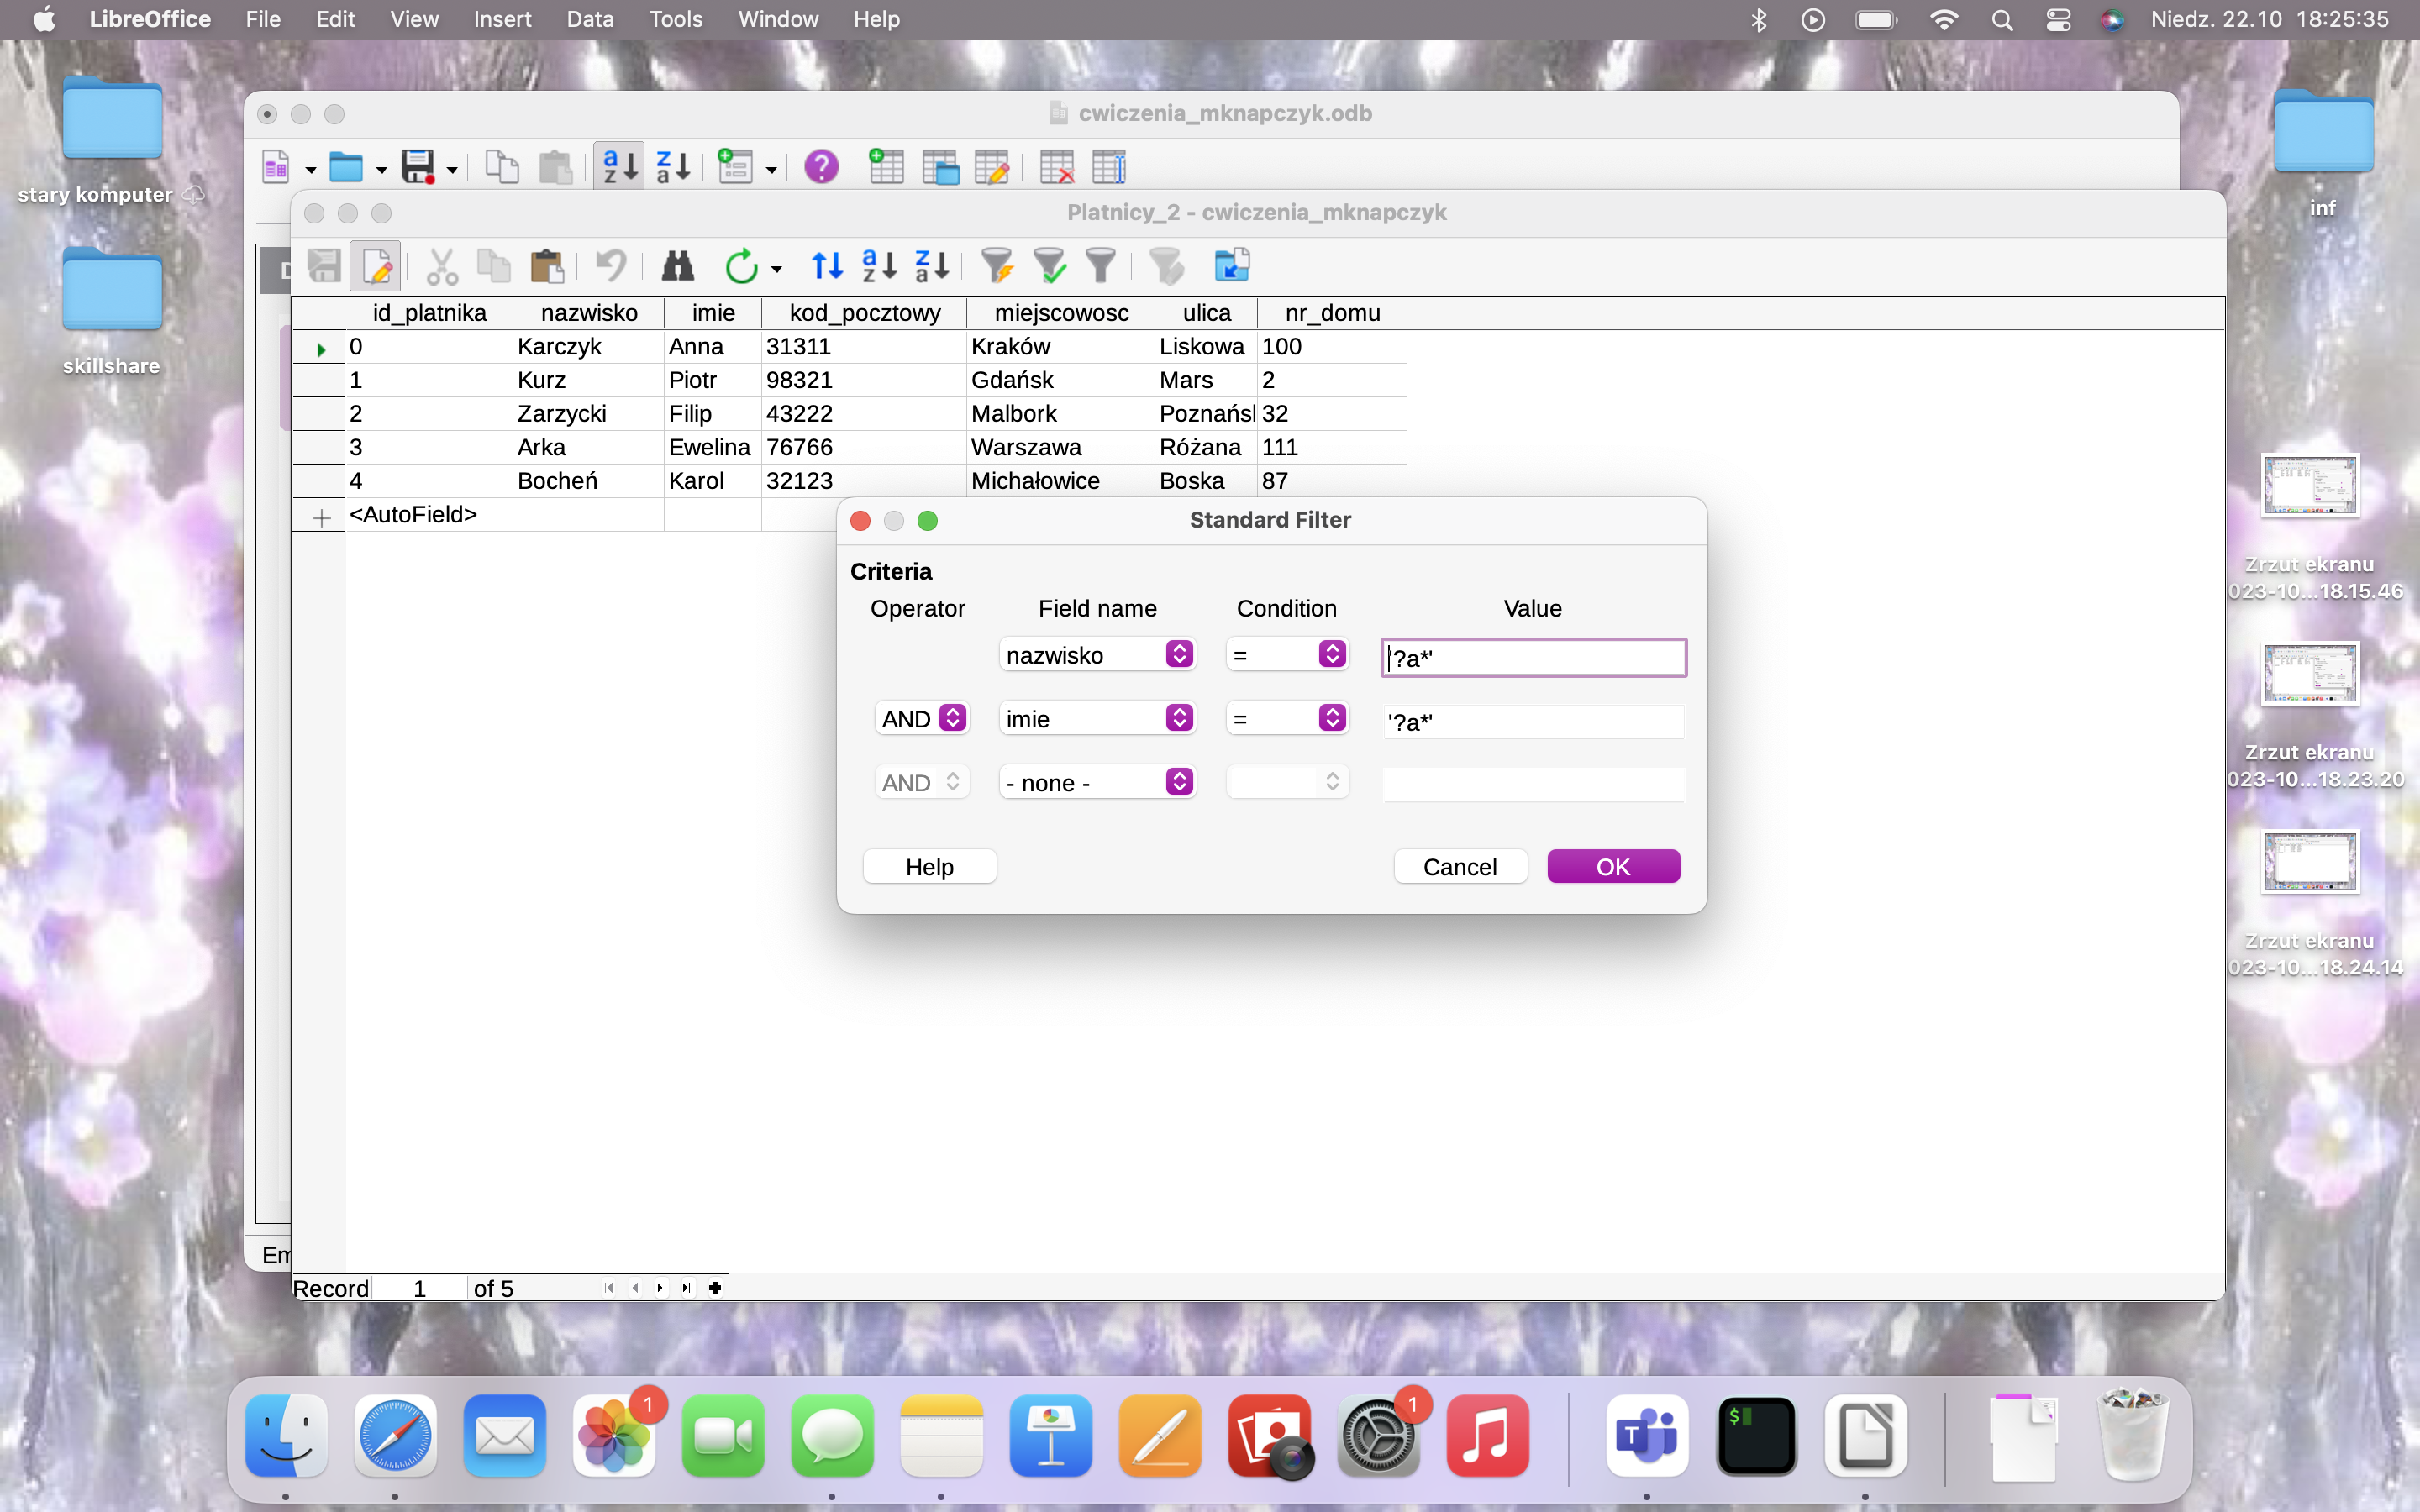 LibreOffice File Edit View Insert Data Tools Window Help Niedz. 22.10 18:25:35
cwiczenia_mknapczyk.odb
stary komputer
inf
Platnicy_2 - cwiczenia_mknapczyk
skillshare
id_platnika nazwisko imie kod_pocztowy miejscowosc ulica nr_domu
0 Karczyk Anna 31311 Kraków Liskowa 100
1 Kurz Piotr 98321 Gdańsk Mars 2
2 Zarzycki Filip 43222 Malbork Poznańsk 32
3 Arka Ewelina 76766 Warszawa Różana 111
4 Bocheń Karol 32123 Michałowice Boska 87
<AutoField>
Standard Filter
Criteria
Operator Field name Condition Value
nazwisko = '?a*'
AND imie = '?a*'
AND - none -
Help Cancel OK
Zrzut ekranu
023-10...18.15.46
Zrzut ekranu
023-10...18.23.20
Zrzut ekranu
023-10...18.24.14
Em
Record 1 of 5
1
1